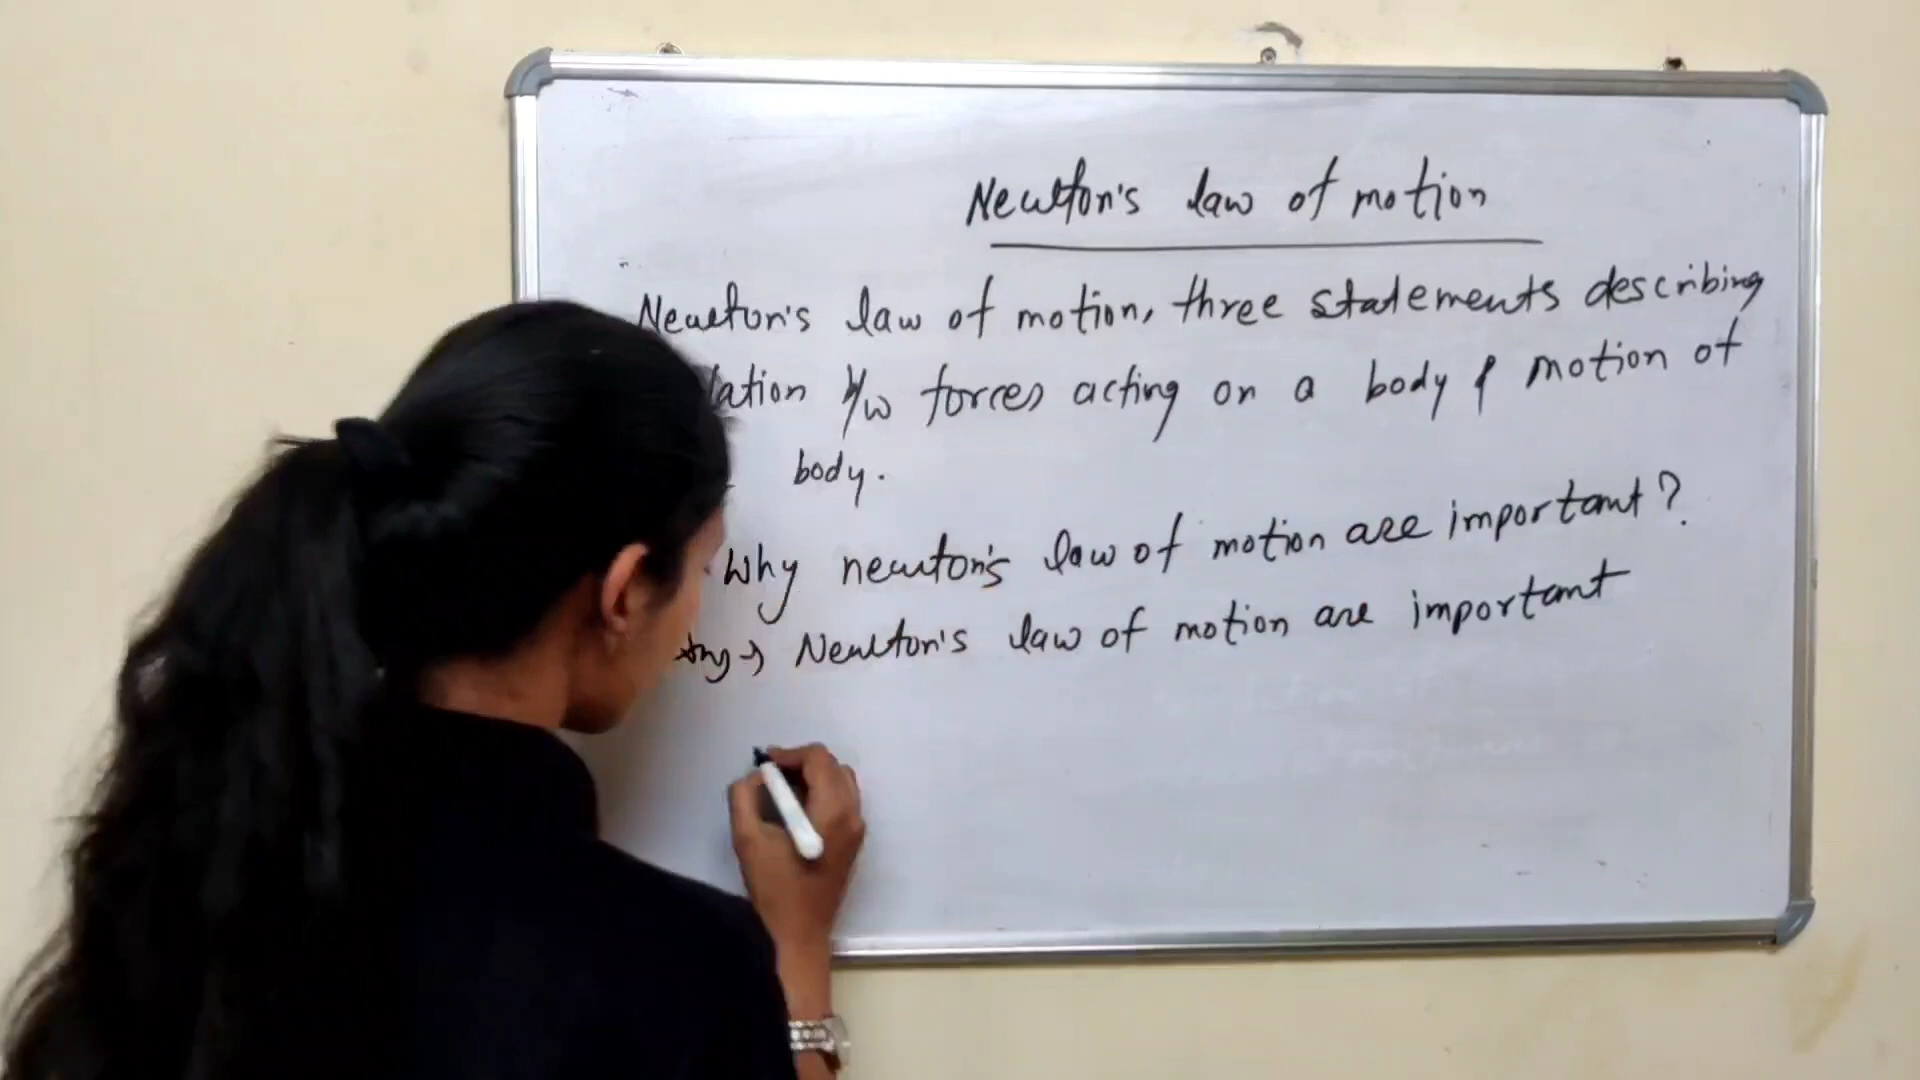 Newton's law of motion
Newton's law of motion, three statements describing
lation b/w forces acting on a body & motion of
body.
Why newton's law of motion are important?
Newton's law of motion are important